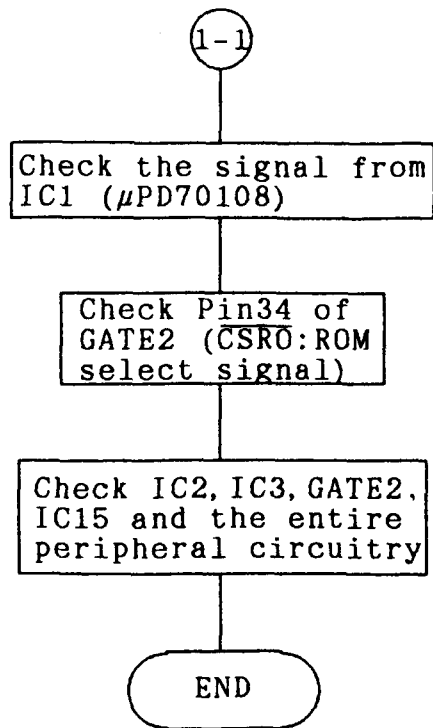 1-1
Check the signal from
IC1 (μPD70108)
Check Pin34 of
GATE2 (C̅S̅R̅O̅:ROM
select signal)
Check IC2, IC3, GATE2.
IC15 and the entire
peripheral circuitry
END